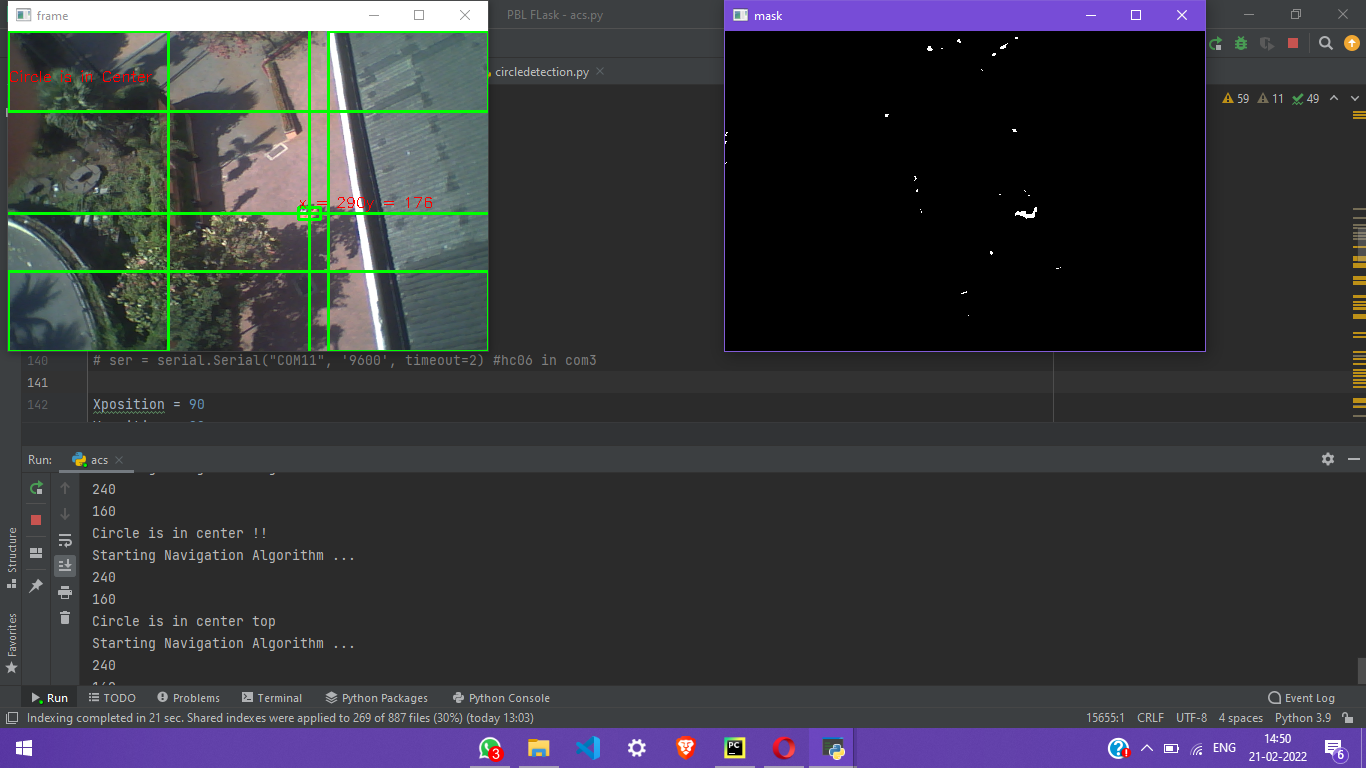 frame
PBL FLask - acs.py
mask
circledetection.py
59
11
49
Circle is in Center
x = 290y = 176
140
# ser = serial.Serial("COM11", '9600', timeout=2) #hc06 in com3
141
142
Xposition = 90
Run:
acs
240
160
Circle is in center !!
Starting Navigation Algorithm ...
240
160
Circle is in center top
Starting Navigation Algorithm ...
240
Structure
Favorites
Run
TODO
Problems
Terminal
Python Packages
Python Console
Event Log
Indexing completed in 21 sec. Shared indexes were applied to 269 of 887 files (30%) (today 13:03)
15655:1
CRLF
UTF-8
4 spaces
Python 3.9
3
PC
ENG
14:50
21-02-2022
6